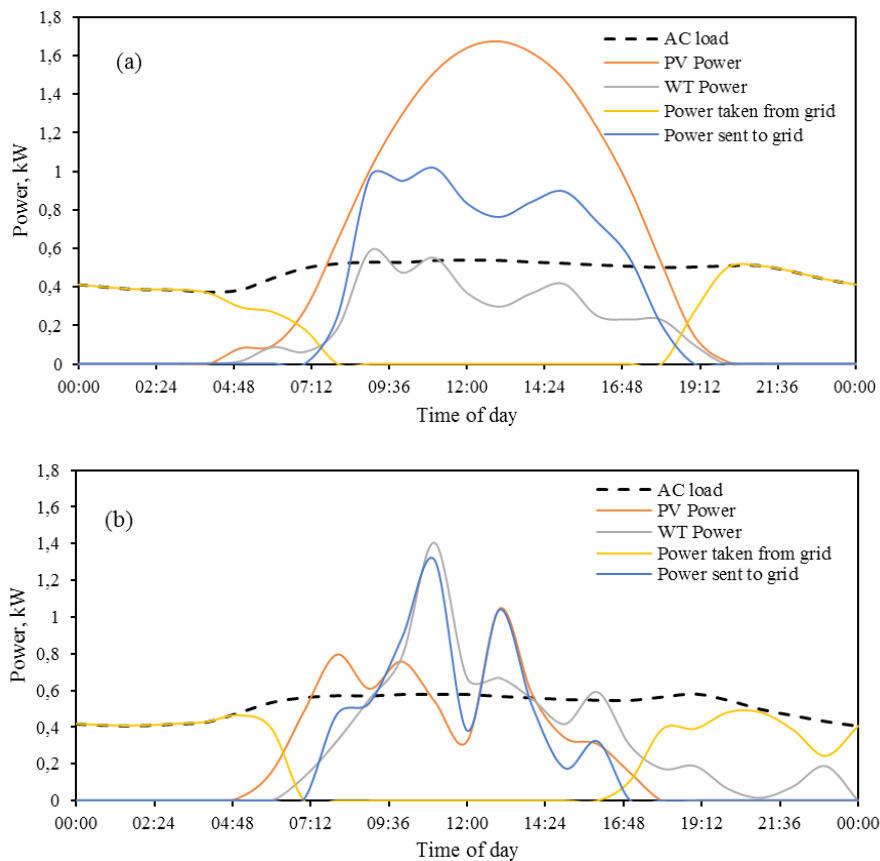 1,8
1,6
1,4
1,2
1
0,8
0,6
0,4
0,2
0
Power, kW
(a)
AC load
PV Power
WT Power
Power taken from grid
Power sent to grid
00:00 02:24 04:48 07:12 09:36 12:00 14:24 16:48 19:12 21:36 00:00
Time of day
1,8
1,6
1,4
1,2
1
0,8
0,6
0,4
0,2
0
Power, kW
(b)
AC load
PV Power
WT Power
Power taken from grid
Power sent to grid
00:00 02:24 04:48 07:12 09:36 12:00 14:24 16:48 19:12 21:36 00:00
Time of day